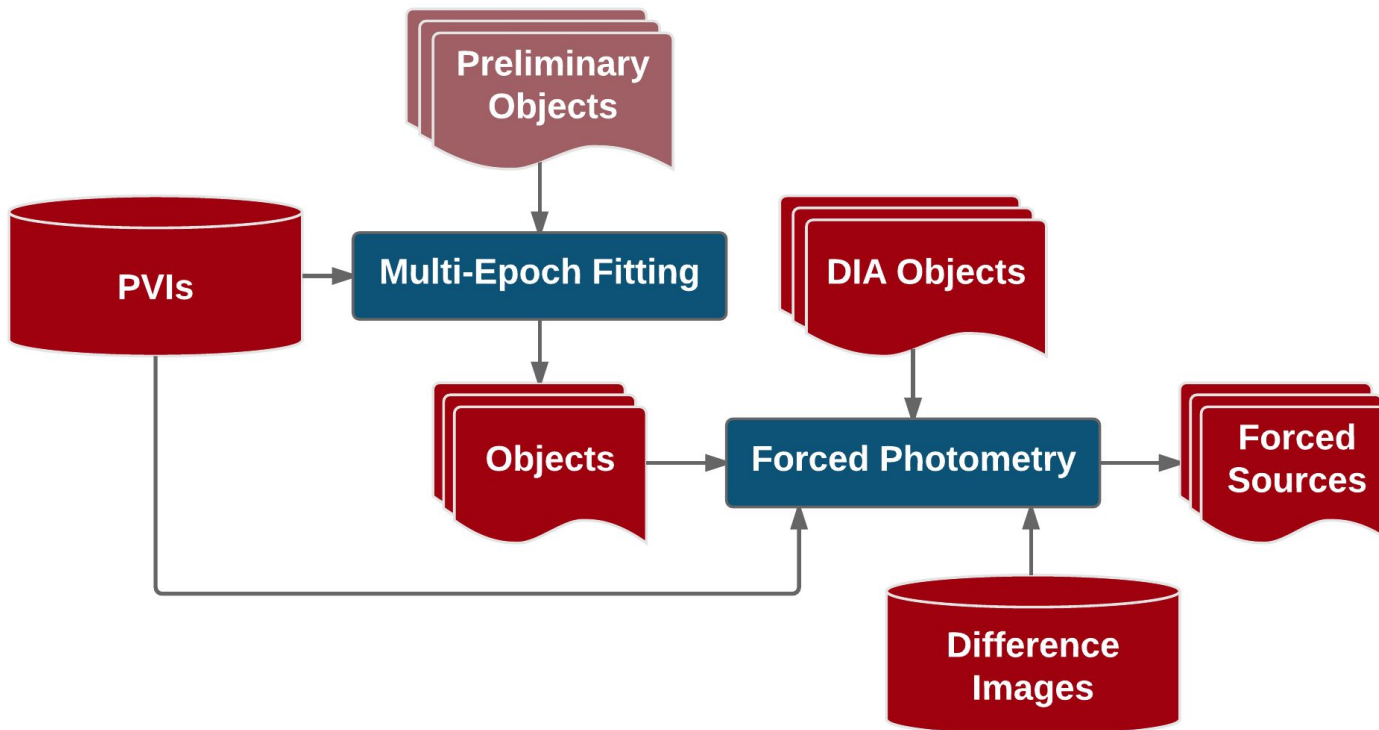 Preliminary
Objects
PVIs
Multi-Epoch Fitting
DIA Objects
Objects
Forced Photometry
Forced
Sources
Difference
Images